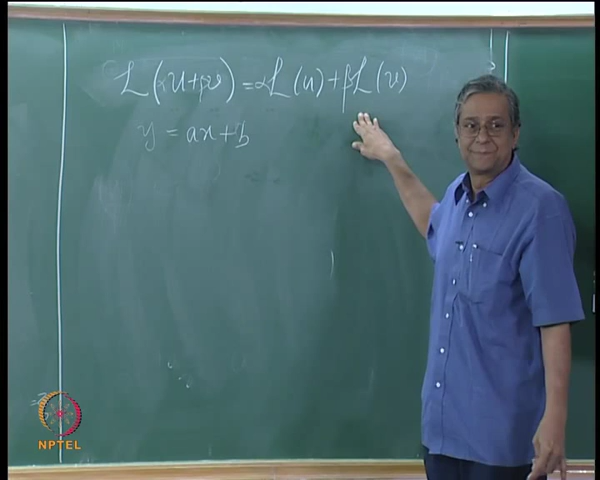 L(αu+βv) = αL(u) + βL(v)
y = ax + b
NPTEL